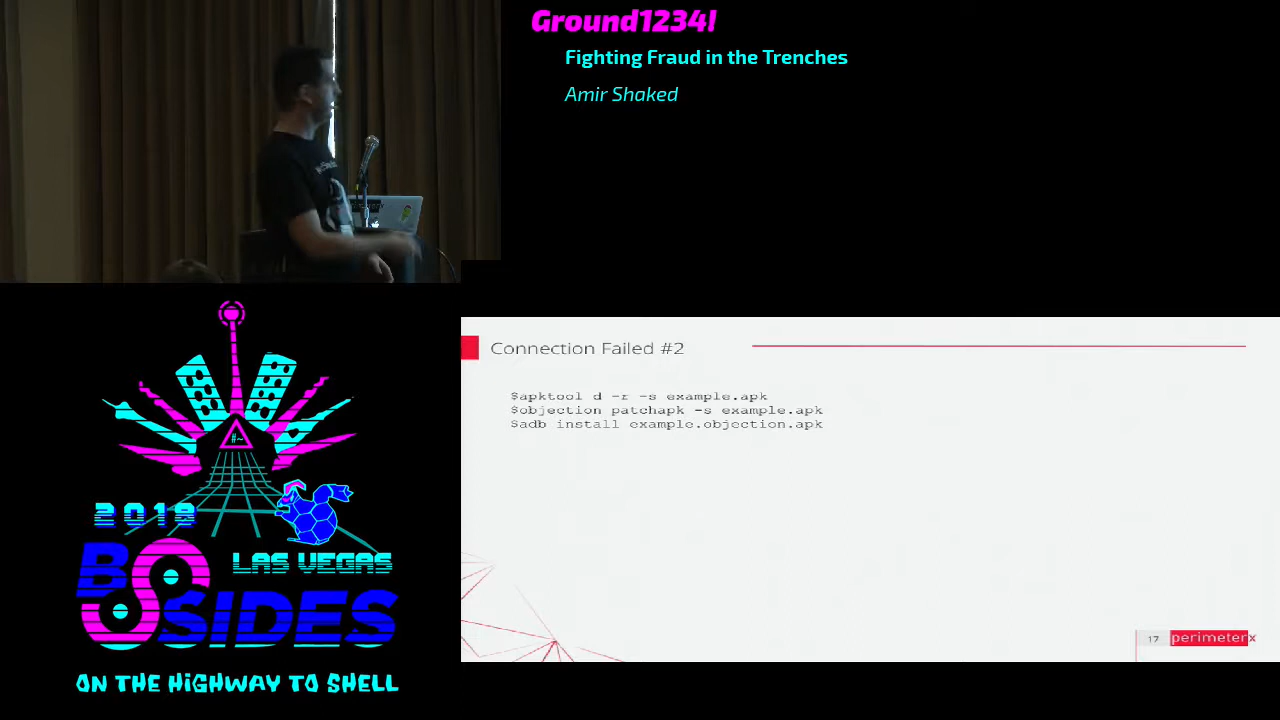 Ground1234!
Fighting Fraud in the Trenches
Amir Shaked
Connection Failed #2
$apktool d -r -s example.apk
$objection patchapk -s example.apk
$adb install example.objection.apk
17 perimeterx
#~
2019
LAS VEGAS
BSIDES
ON THE HIGHWAY TO SHELL